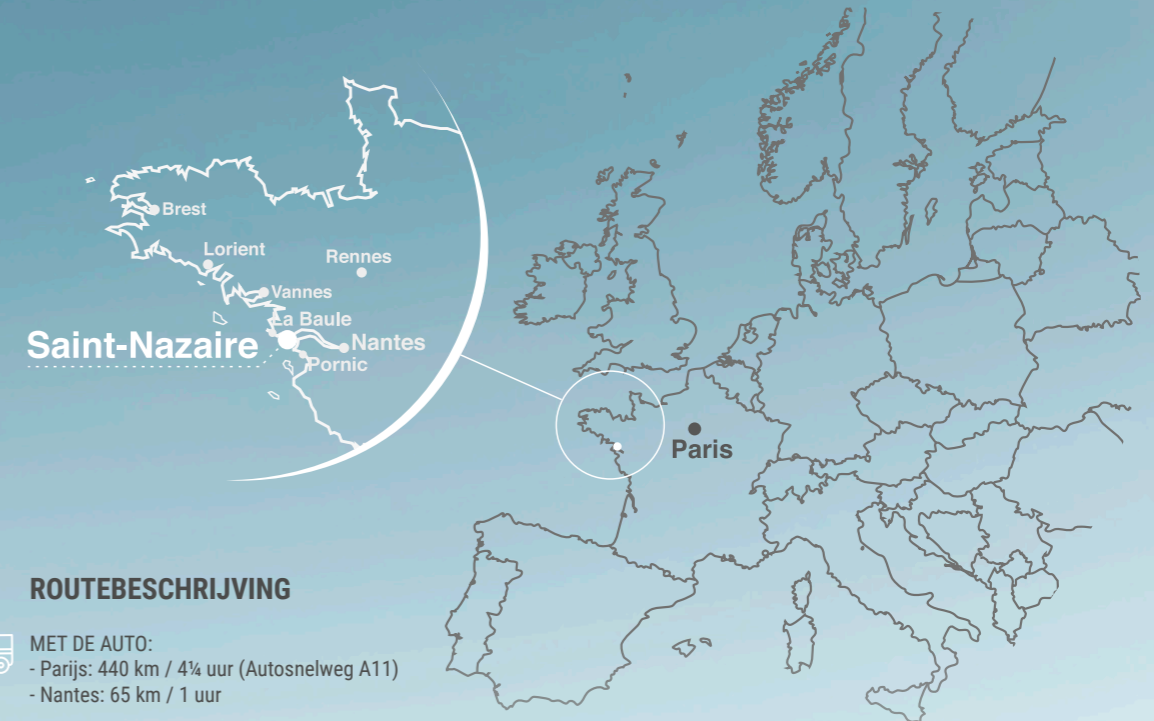 Brest
Lorient
Rennes
Vannes
La Baule
Saint-Nazaire
Nantes
Pornic
Paris
ROUTEBESCHRIJVING
MET DE AUTO:
- Parijs: 440 km / 4¼ uur (Autosnelweg A11)
- Nantes: 65 km / 1 uur